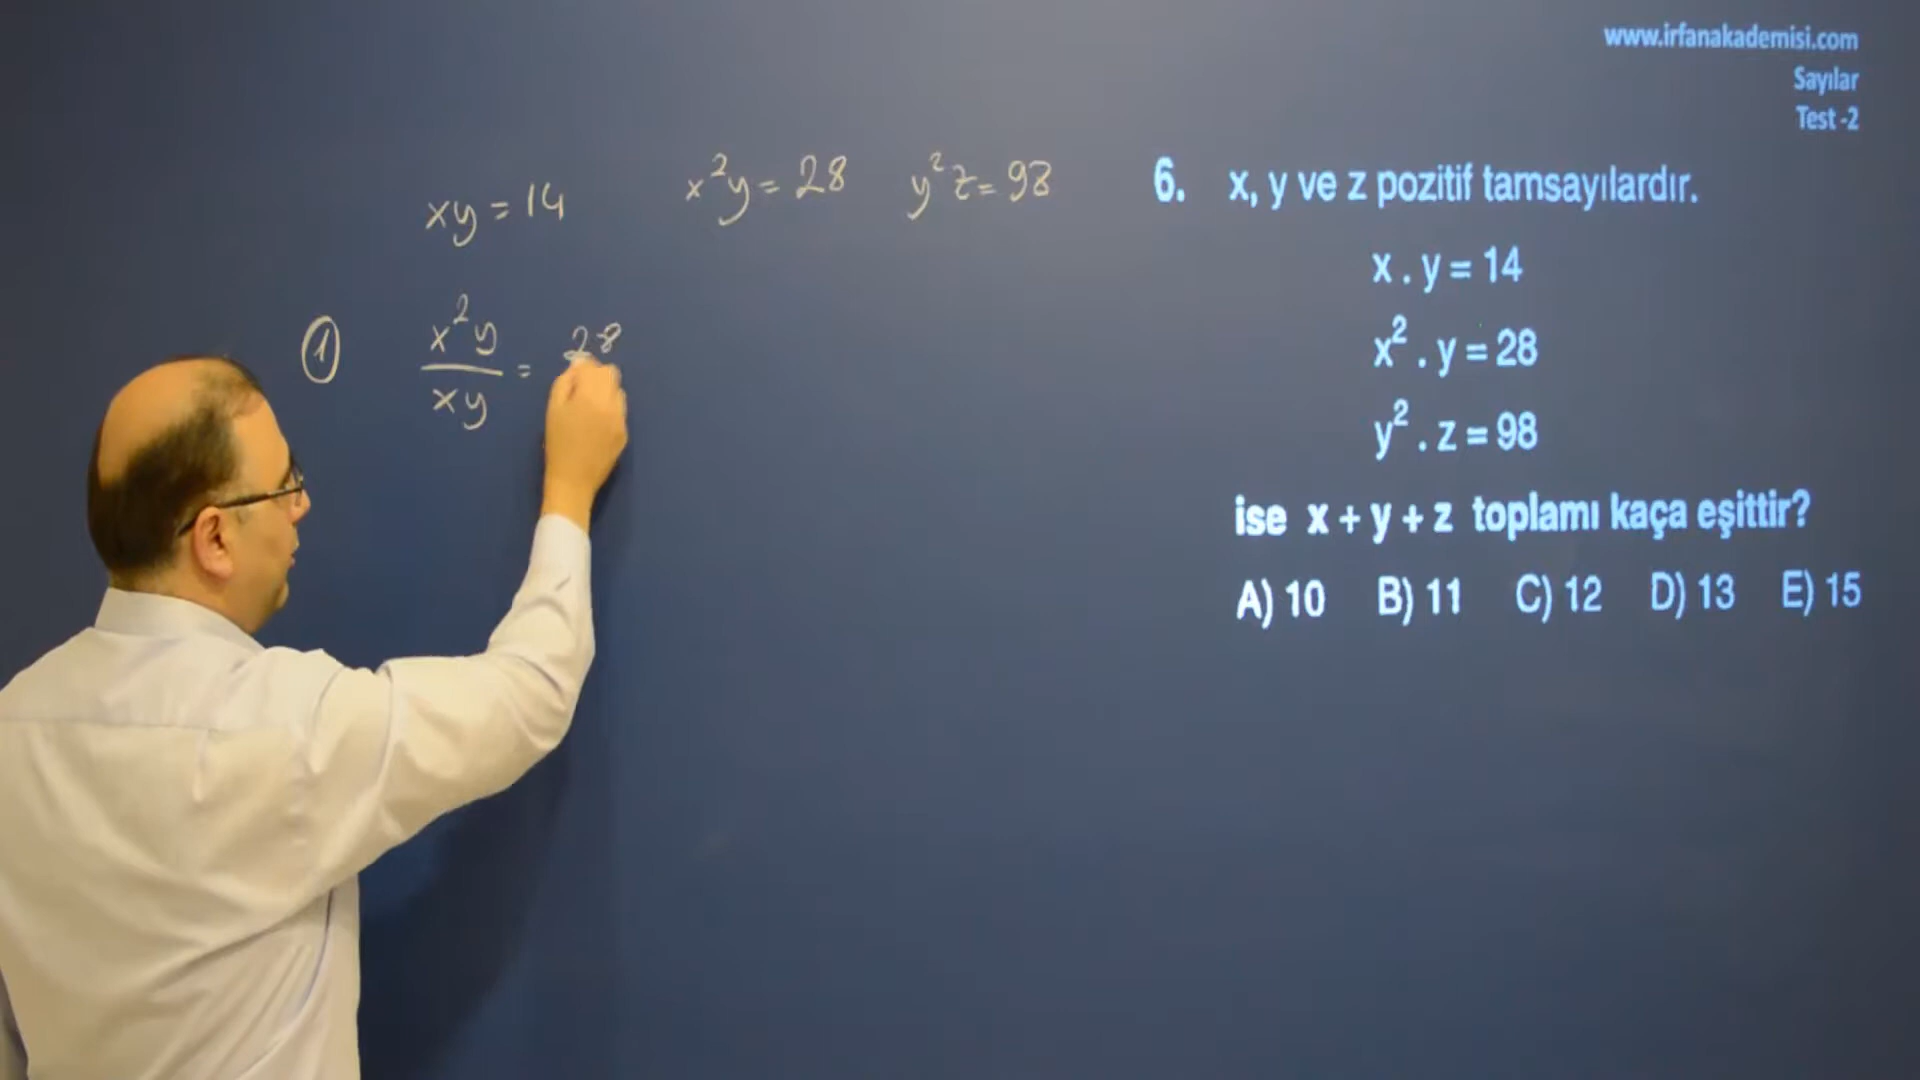 www.irfanakademisi.com
Sayılar
Test -2
xy = 14
x²y = 28
y²z = 98
① x²y / xy = 28
6. x, y ve z pozitif tamsayılardır.
x . y = 14
x² . y = 28
y² . z = 98
ise x + y + z toplamı kaça eşittir?
A) 10 B) 11 C) 12 D) 13 E) 15